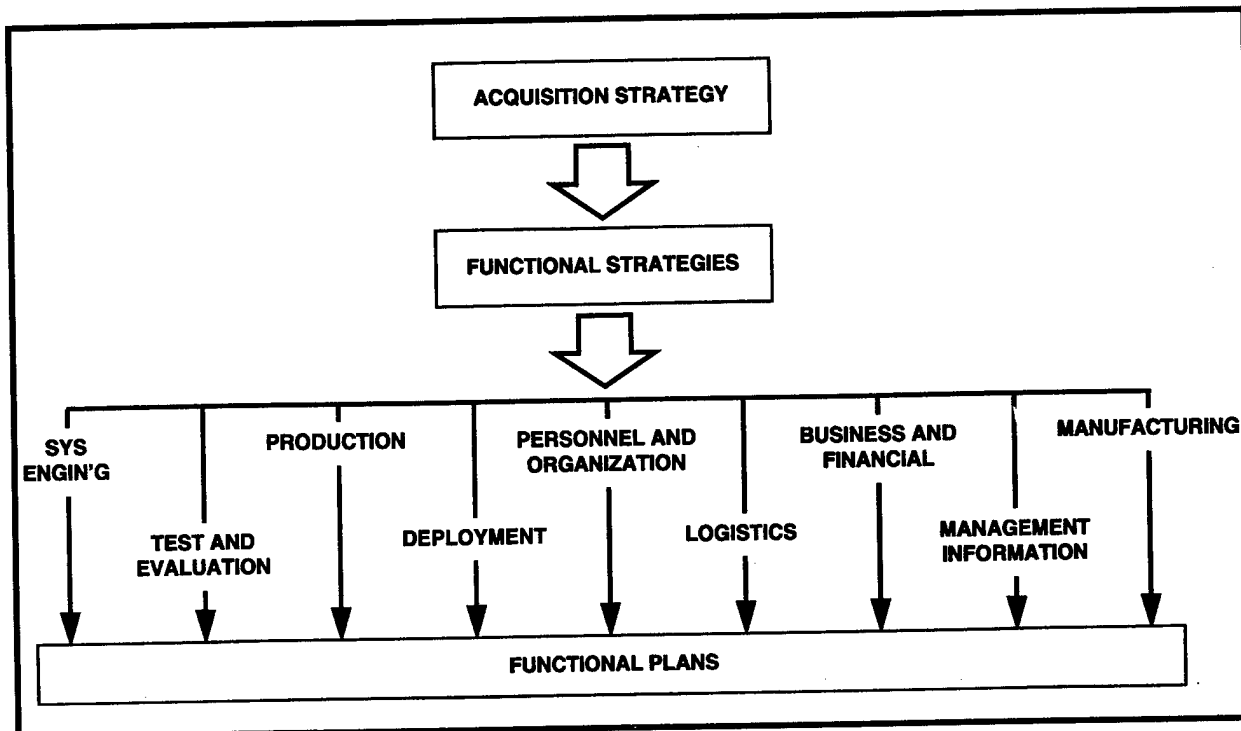 ACQUISITION STRATEGY
FUNCTIONAL STRATEGIES
SYS
ENGIN'G
TEST AND
EVALUATION
PRODUCTION
DEPLOYMENT
PERSONNEL AND
ORGANIZATION
LOGISTICS
BUSINESS AND
FINANCIAL
MANAGEMENT
INFORMATION
MANUFACTURING
FUNCTIONAL PLANS